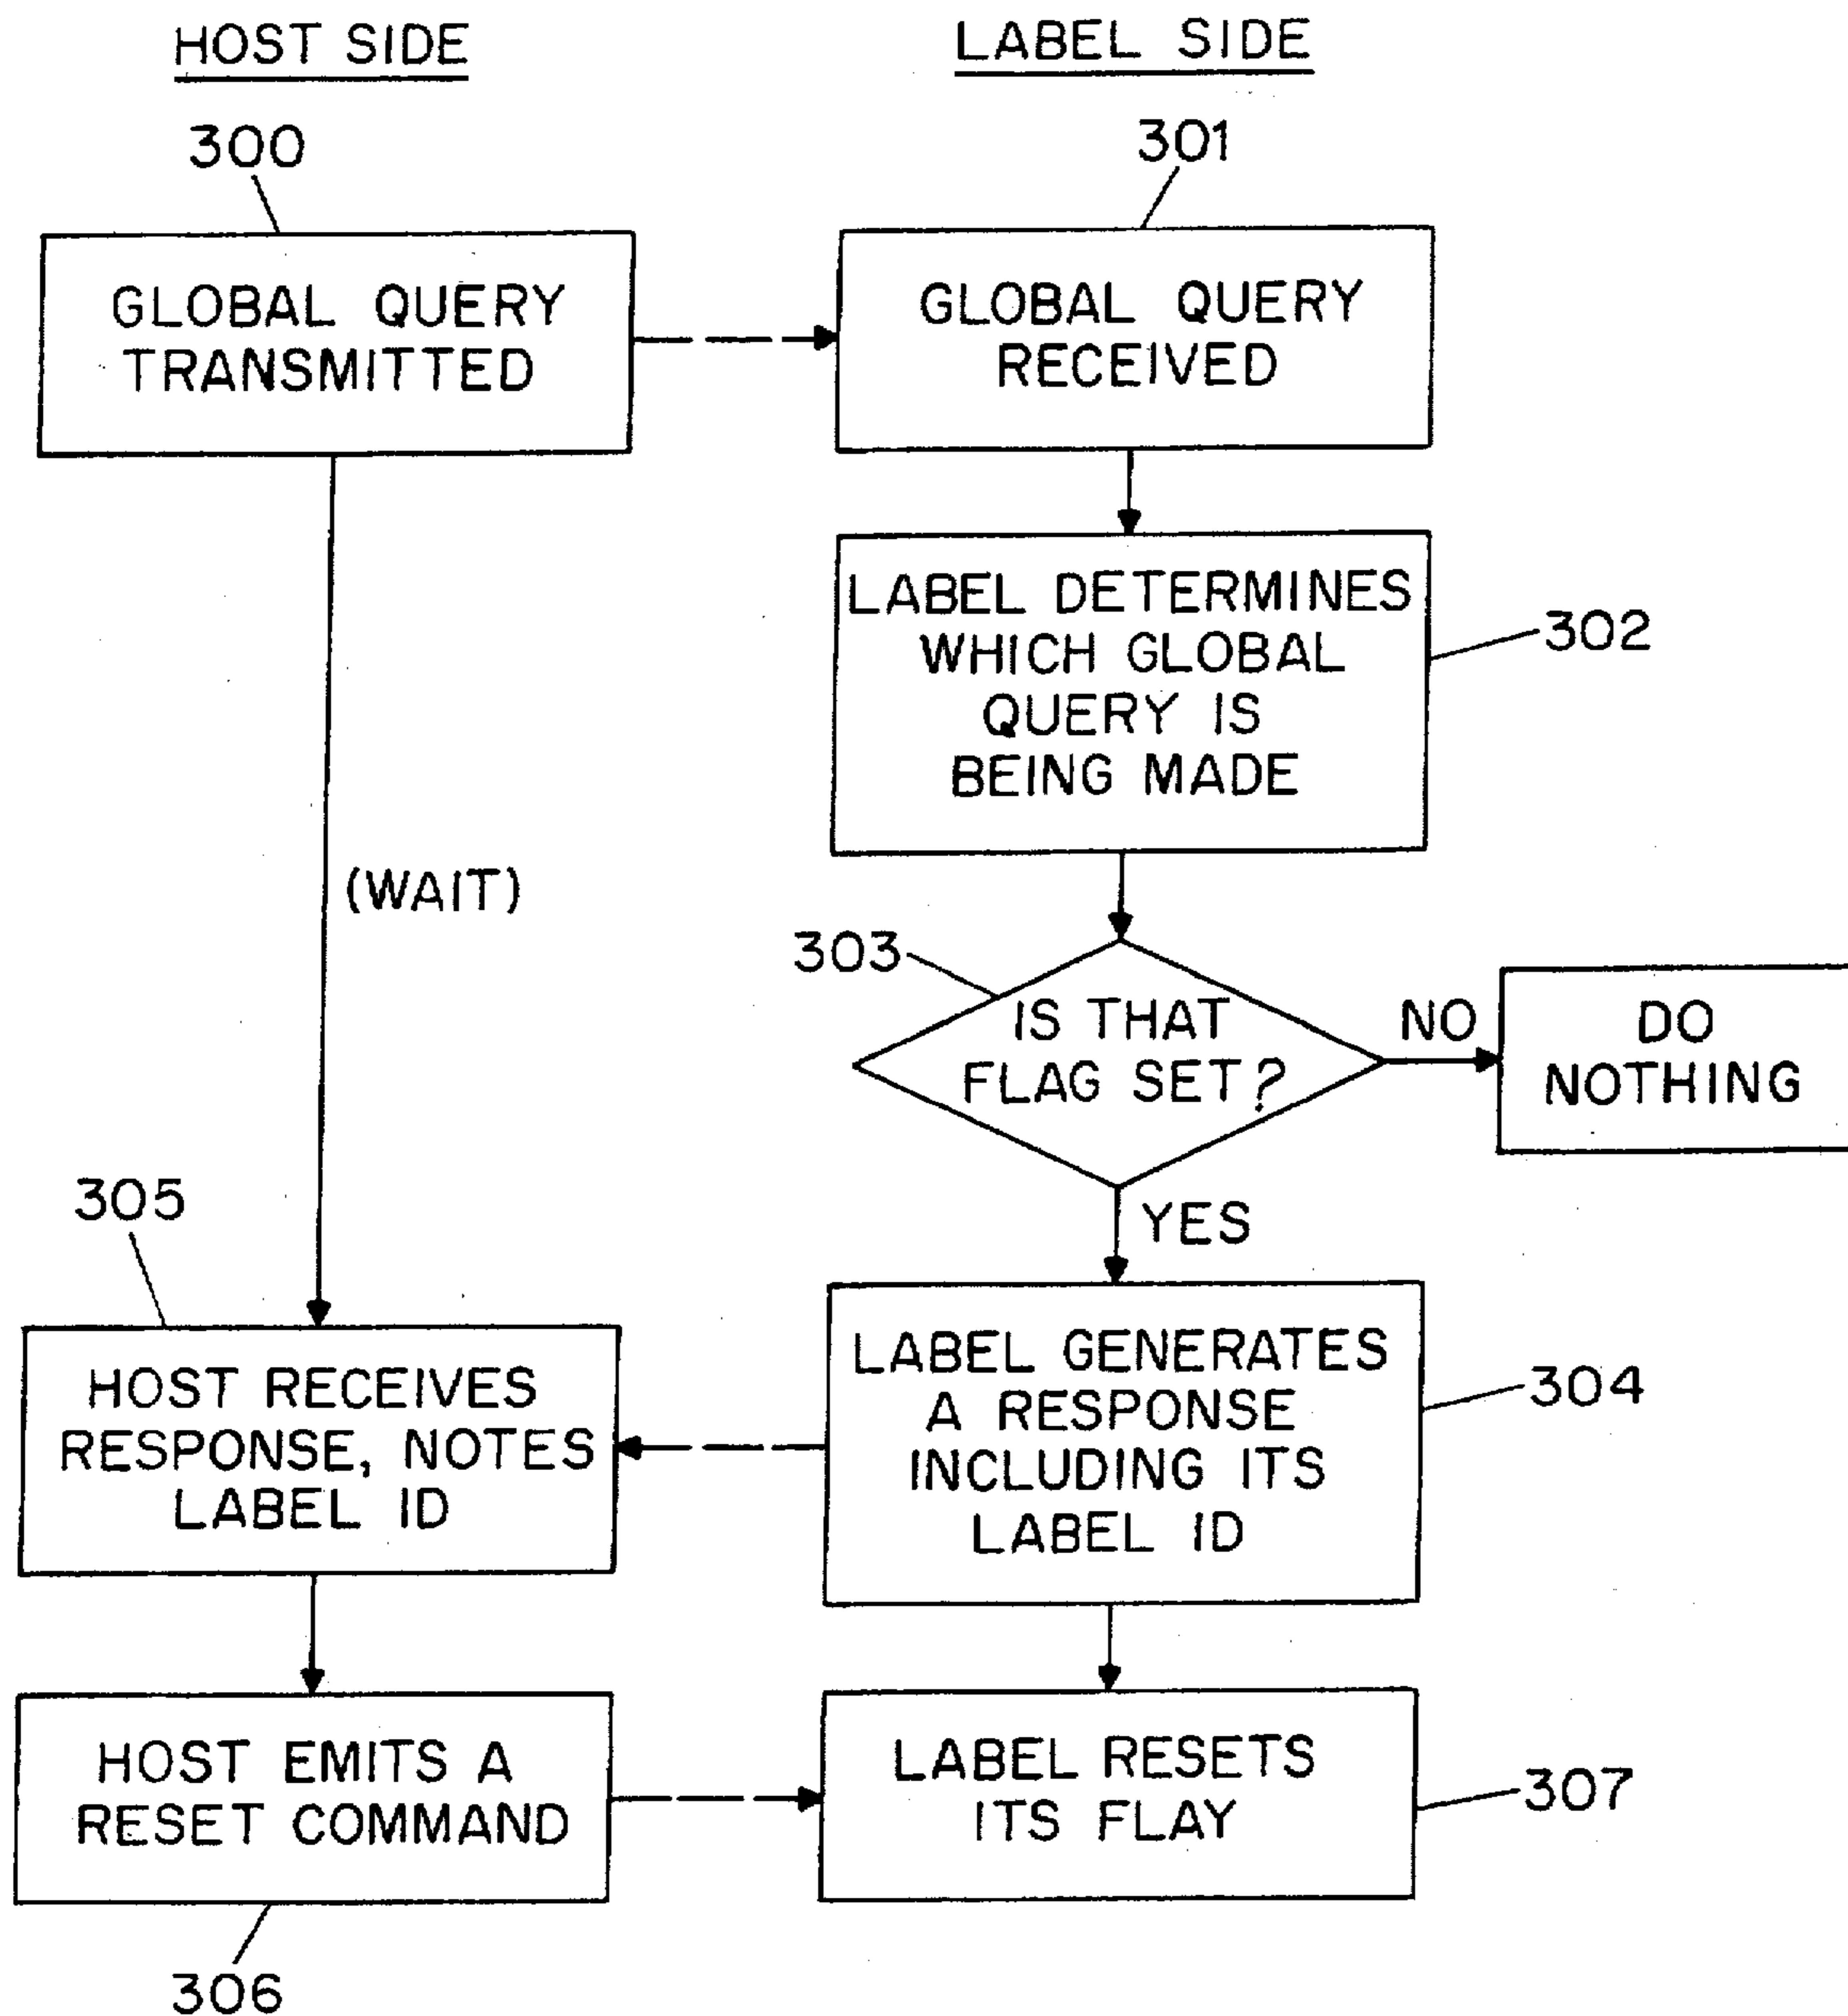 HOST SIDE
LABEL SIDE
300
301
GLOBAL QUERY
TRANSMITTED
GLOBAL QUERY
RECEIVED
LABEL DETERMINES
WHICH GLOBAL
QUERY IS
BEING MADE
302
(WAIT)
303
IS THAT
FLAG SET?
NO
DO
NOTHING
YES
305
HOST RECEIVES
RESPONSE, NOTES
LABEL ID
LABEL GENERATES
A RESPONSE
INCLUDING ITS
LABEL ID
304
HOST EMITS A
RESET COMMAND
306
LABEL RESETS
ITS FLAY
307